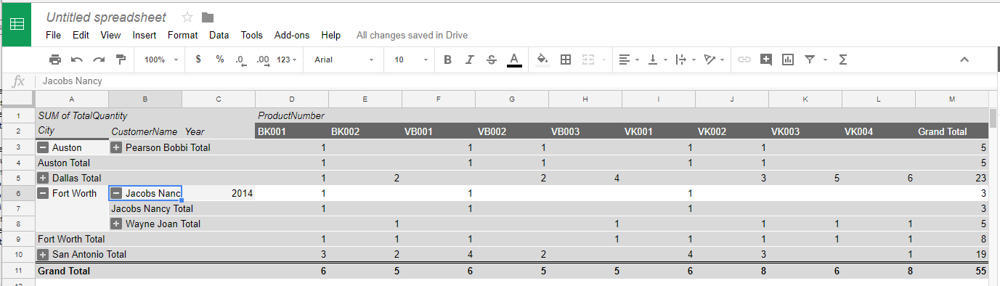 Untitled spreadsheet
File Edit View Insert Format Data Tools Add-ons Help All changes saved in Drive
100% $ % .0 .00 123 Arial 10 B I S A Σ
fx Jacobs Nancy
A B C D E F G H I J K L M
1 SUM of TotalQuantity ProductNumber
2 City CustomerName Year BK001 BK002 VB001 VB002 VB003 VK001 VK002 VK003 VK004 Grand Total
3 Auston Pearson Bobbi Total 1 1 1 1 1 5
4 Auston Total 1 1 1 1 1 5
5 Dallas Total 1 2 2 4 3 5 6 23
6 Fort Worth Jacobs Nanc 2014 1 1 1 3
7 Jacobs Nancy Total 1 1 1 3
8 Wayne Joan Total 1 1 1 1 1 5
9 Fort Worth Total 1 1 1 1 1 1 1 1 8
10 San Antonio Total 3 2 4 2 4 3 1 19
11 Grand Total 6 5 6 5 5 6 8 6 8 55